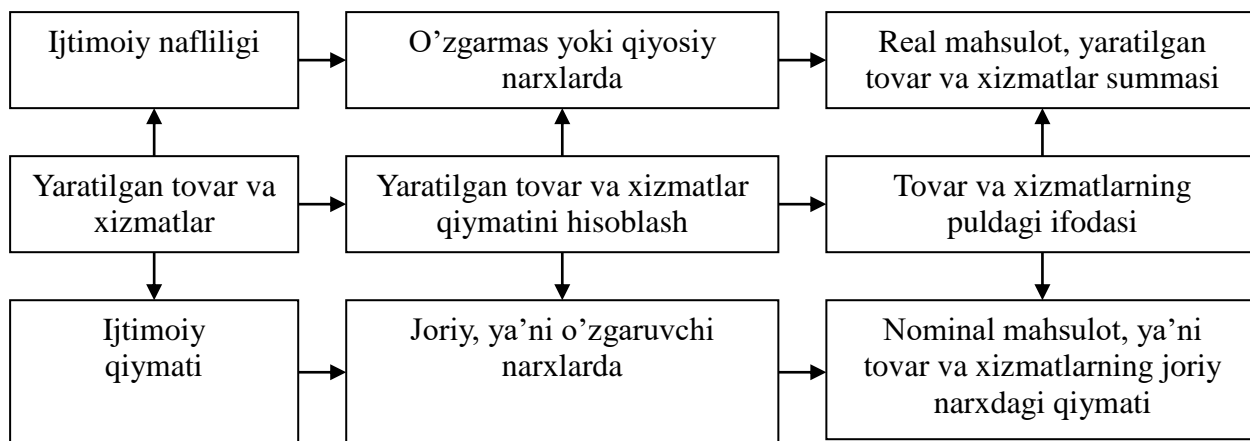 Ijtimoiy nafliligi
O’zgarmas yoki qiyosiy
narxlarda
Real mahsulot, yaratilgan
tovar va xizmatlar summasi
Yaratilgan tovar va
xizmatlar
Yaratilgan tovar va xizmatlar
qiymatini hisoblash
Tovar va xizmatlarning
puldagi ifodasi
Ijtimoiy
qiymati
Joriy, ya’ni o’zgaruvchi
narxlarda
Nominal mahsulot, ya’ni
tovar va xizmatlarning joriy
narxdagi qiymati